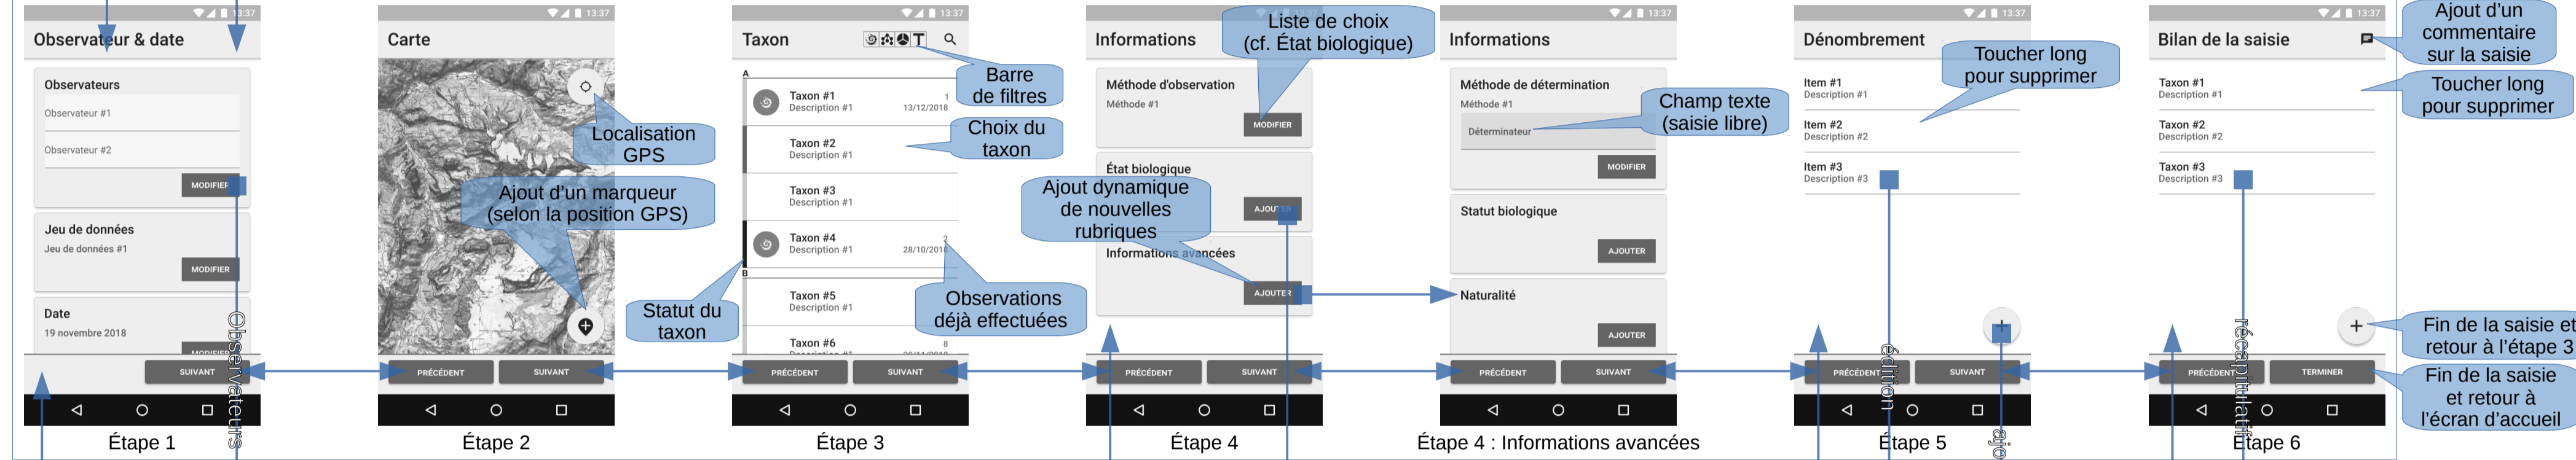 13:37
Observateur & date
Observateurs
Observateur #1
Observateur #2
MODIFIER
Jeu de données
Jeu de données #1
MODIFIER
Date
19 novembre 2018
MODIFIER
SUIVANT
Observateurs
Étape 1
13:37
Carte
Localisation
GPS
Ajout d'un marqueur
(selon la position GPS)
PRÉCÉDENT
SUIVANT
Étape 2
13:37
Taxon
T
Barre
de filtres
A
Taxon #1
1
Description #1
13/12/2018
Taxon #2
Description #1
Choix du
taxon
Taxon #3
Description #1
Taxon #4
2
Description #1
28/10/2018
B
Taxon #5
Description #1
Statut du
taxon
Observations
déjà effectuées
Taxon #6
8
Description #1
PRÉCÉDENT
SUIVANT
Étape 3
13:37
Informations
Liste de choix
(cf. État biologique)
Méthode d'observation
Méthode #1
MODIFIER
État biologique
Ajout dynamique
de nouvelles
rubriques
AJOUTER
Informations avancées
AJOUTER
PRÉCÉDENT
SUIVANT
Étape 4
13:37
Informations
Méthode de détermination
Méthode #1
Déterminateur
Champ texte
(saisie libre)
MODIFIER
Statut biologique
AJOUTER
Naturalité
AJOUTER
PRÉCÉDENT
SUIVANT
Étape 4 : Informations avancées
13:37
Dénombrement
Toucher long
pour supprimer
Item #1
Description #1
Item #2
Description #2
Item #3
Description #3
PRÉCÉDENT
SUIVANT
édition
ajo
Étape 5
13:37
Bilan de la saisie
Ajout d'un
commentaire
sur la saisie
Toucher long
pour supprimer
Taxon #1
Description #1
Taxon #2
Description #2
Taxon #3
Description #3
récapitulatif
Fin de la saisie et
retour à l'étape 3
PRÉCÉDENT
TERMINER
Fin de la saisie
et retour à
l'écran d'accueil
Étape 6